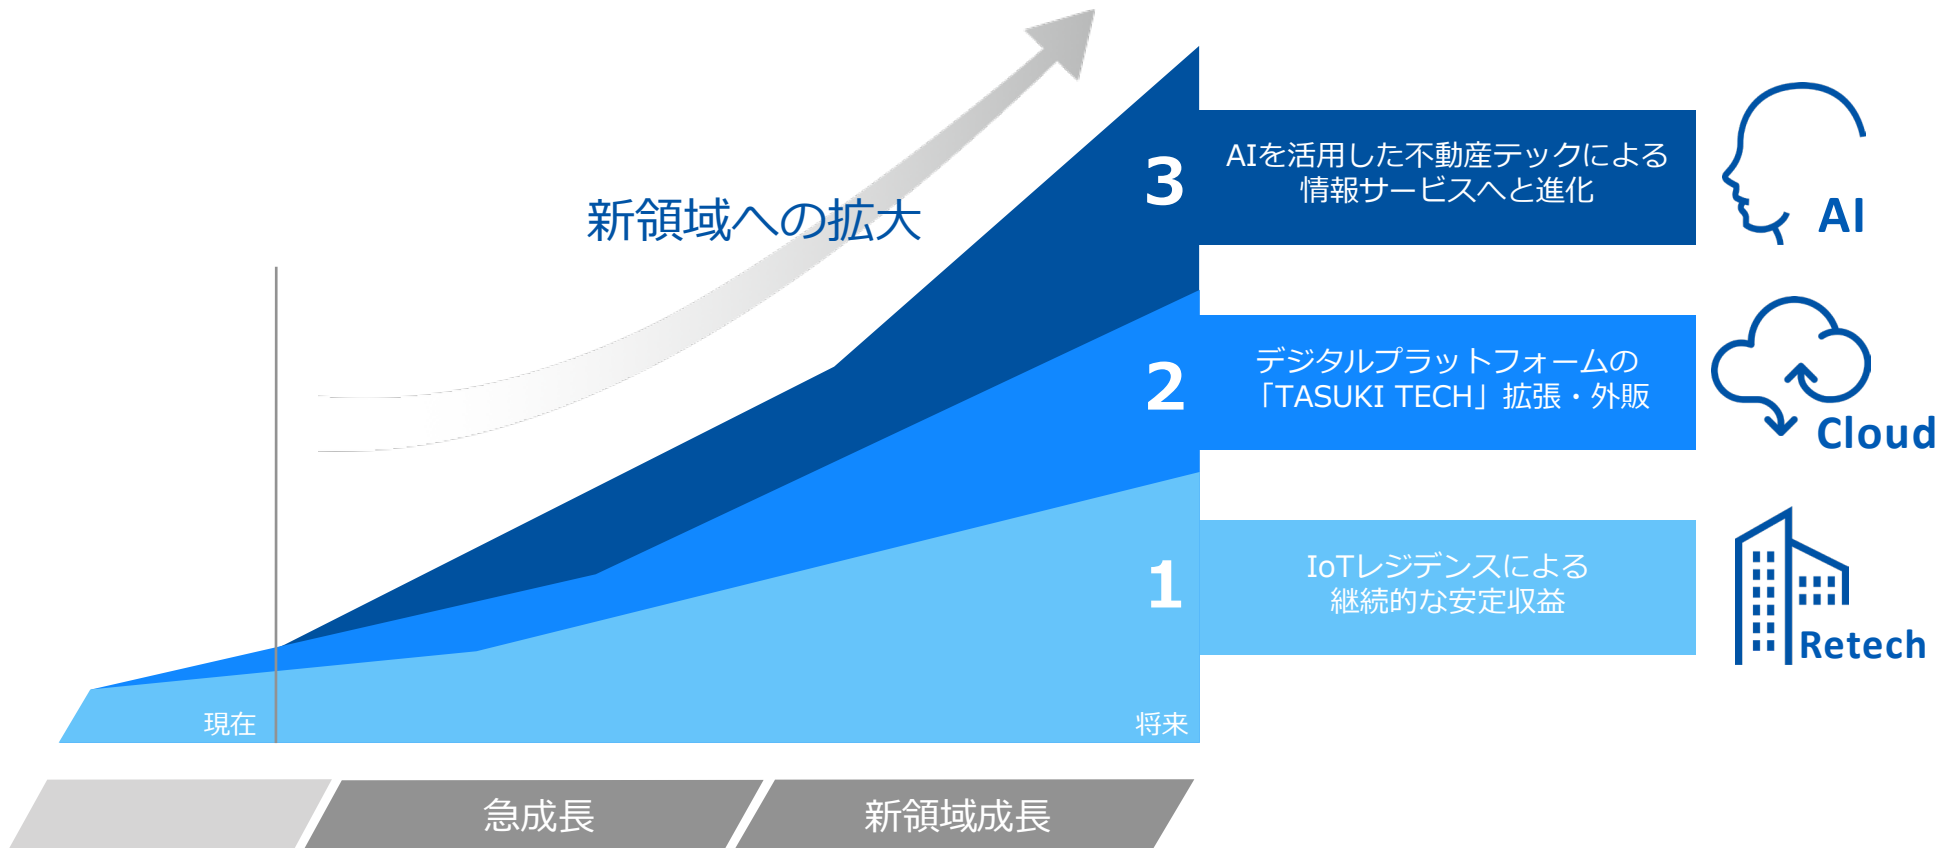 新領域への拡大
3
AIを活用した不動産テックによる
情報サービスへと進化
AI
2
デジタルプラットフォームの
「TASUKI TECH」拡張・外販
Cloud
1
IoTレジデンスによる
継続的な安定収益
Retech
現在
将来
急成長
新領域成長